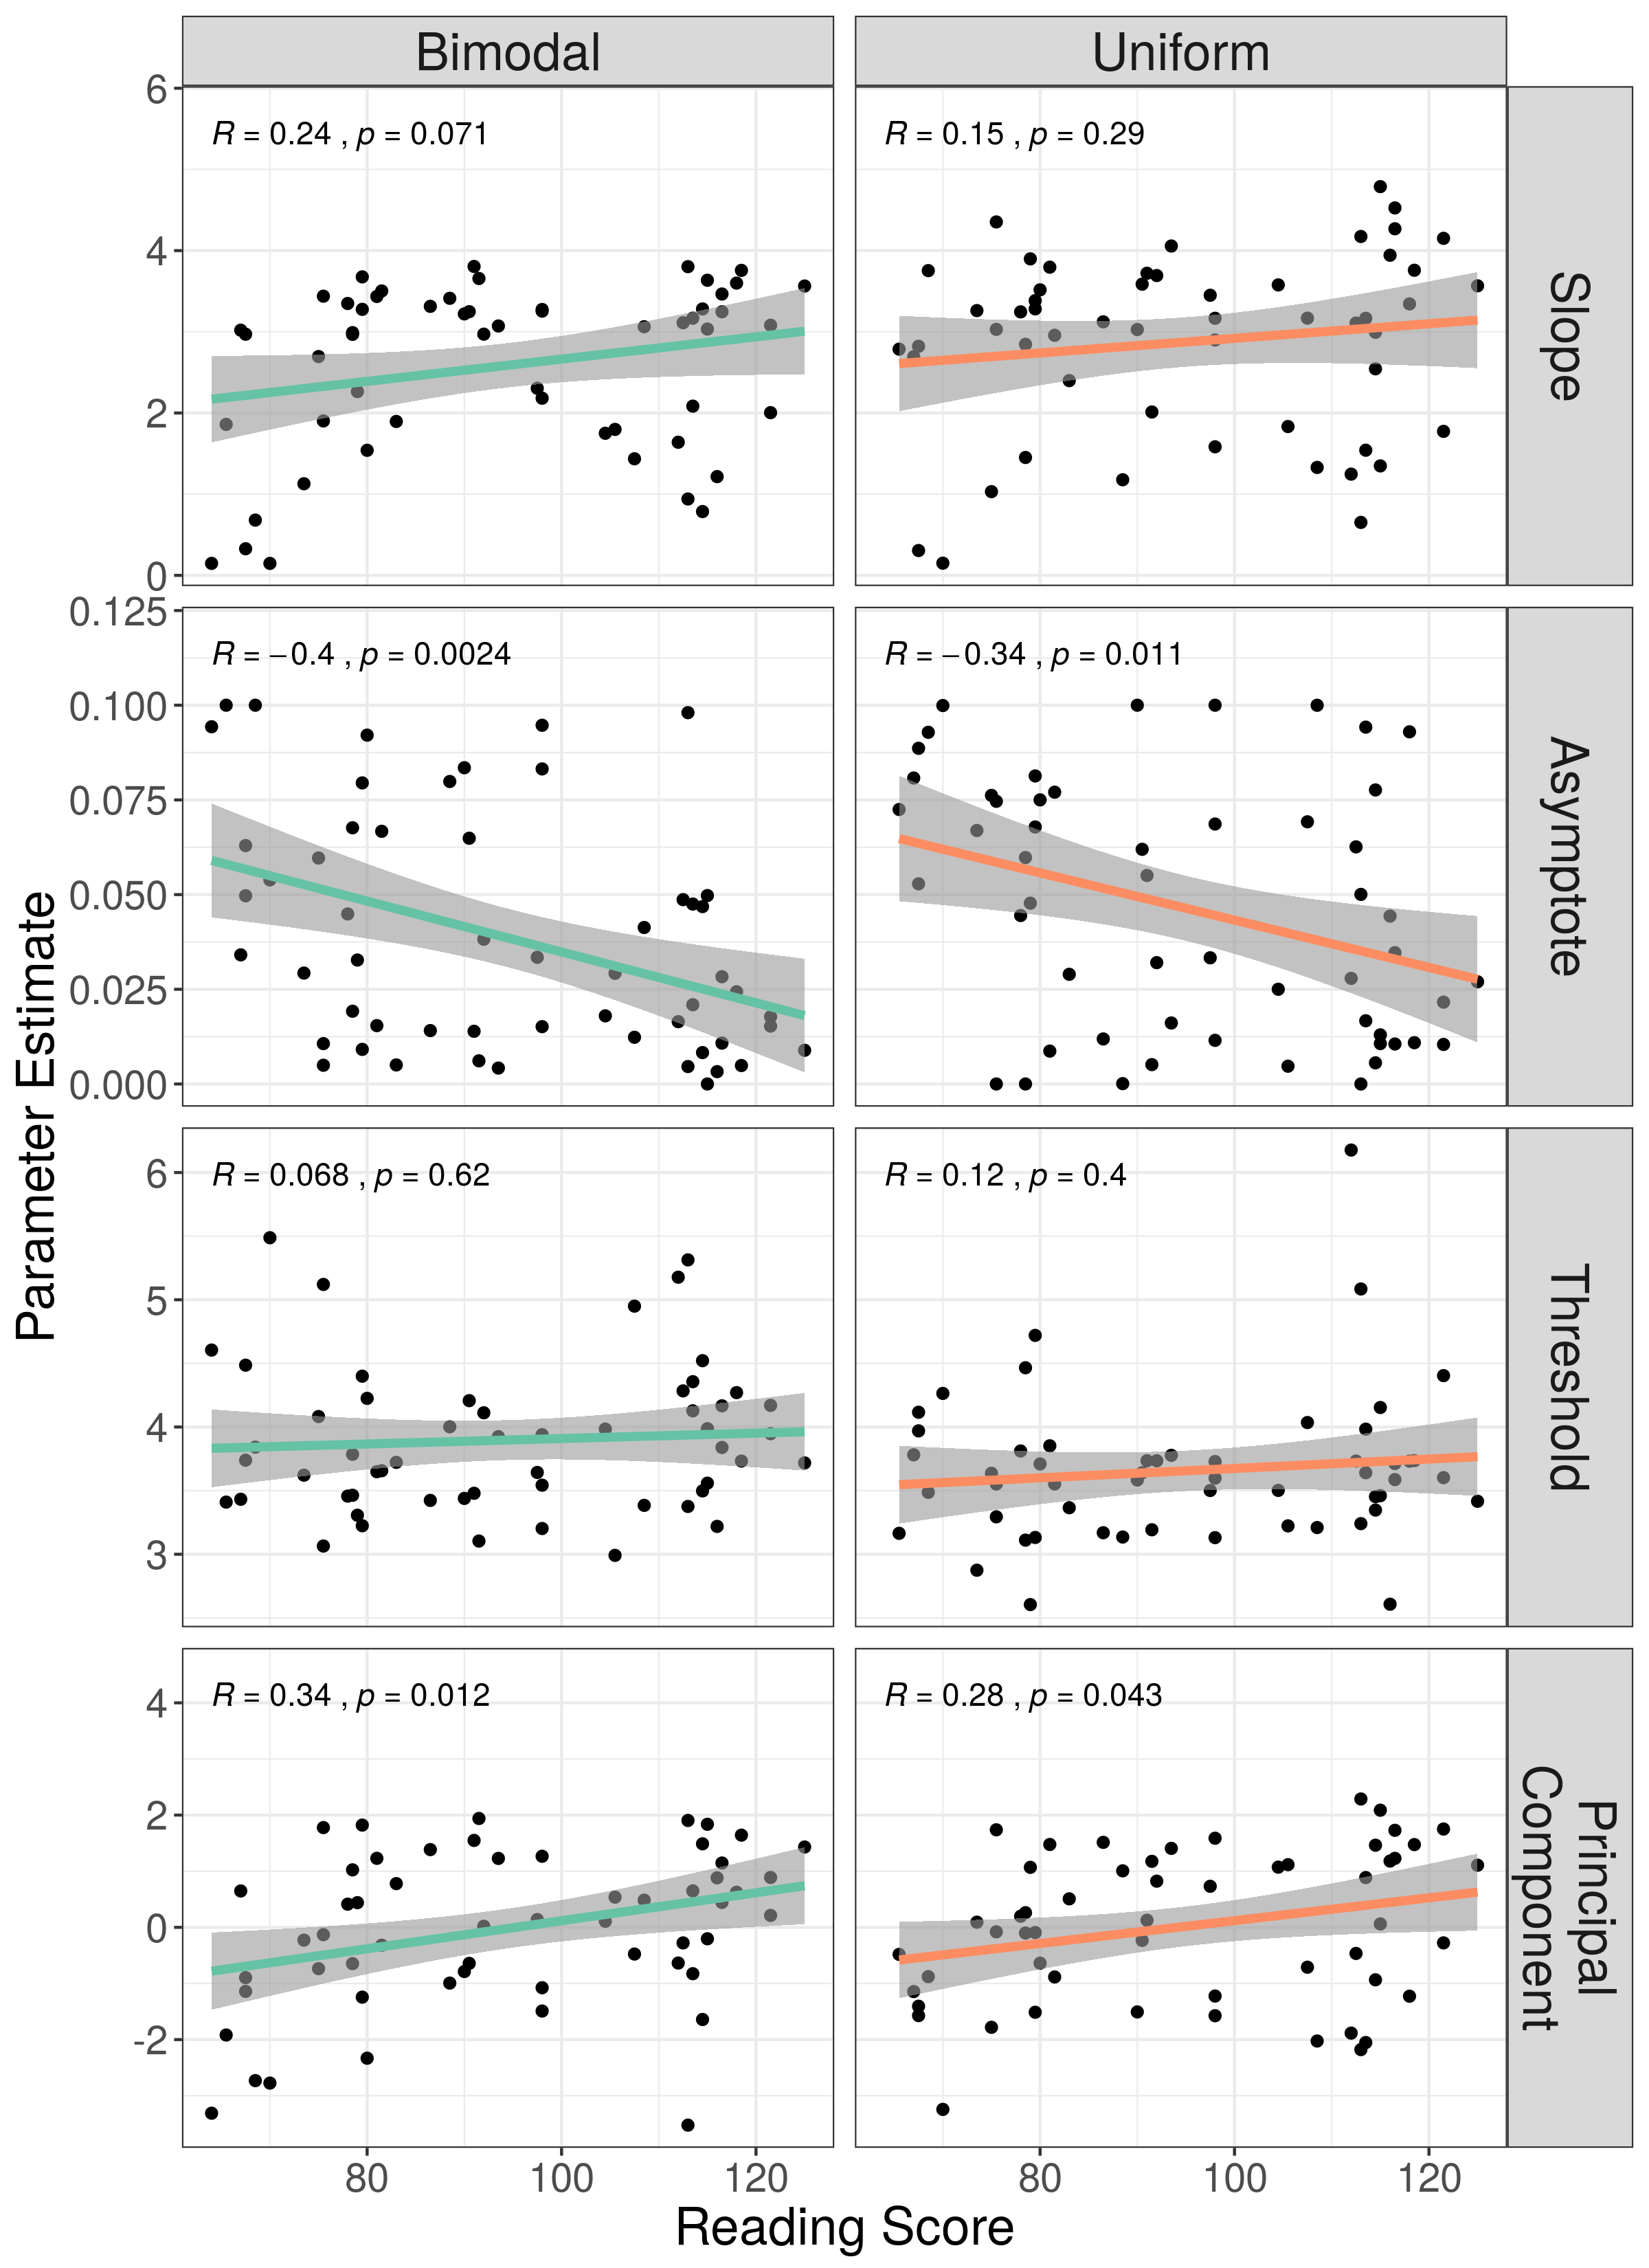 Bimodal
Uniform
6
4
2
0
R = 0.24 , p = 0.071
R = 0.15 , p = 0.29
Slope
0.125
0.100
0.075
0.050
0.025
0.000
R = −0.4 , p = 0.0024
R = −0.34 , p = 0.011
Asymptote
Parameter Estimate
6
5
4
3
R = 0.068 , p = 0.62
R = 0.12 , p = 0.4
Threshold
4
2
0
-2
R = 0.34 , p = 0.012
R = 0.28 , p = 0.043
Principal
Component
80 100 120
80 100 120
Reading Score